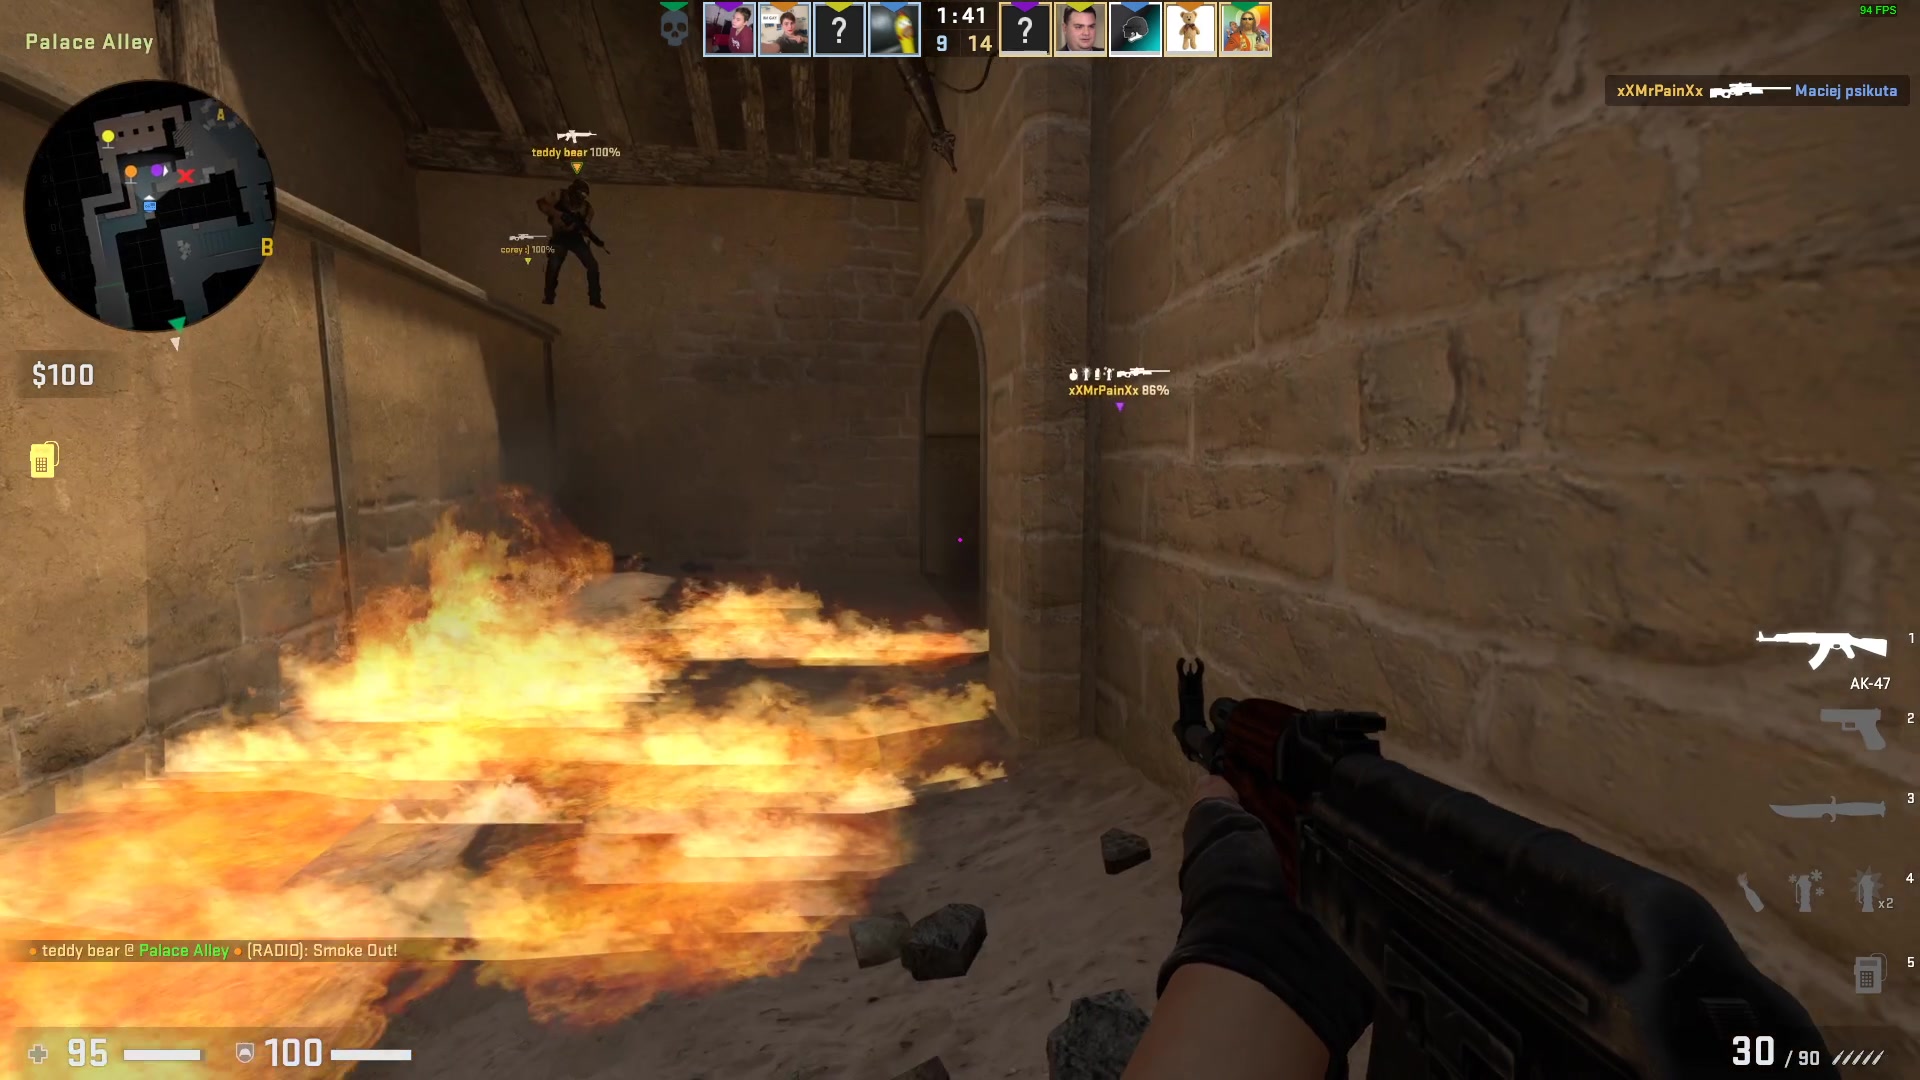 94 FPS
Palace Alley
1:41
9 14
? ?
xXMrPainXx Maciej psikuta
A
B
teddy bear 100%
corey :] 100%
xXMrPainXx 86%
$100
1
AK-47
2
3
4
x2
5
• teddy bear @ Palace Alley • (RADIO): Smoke Out!
95 100
30 / 90